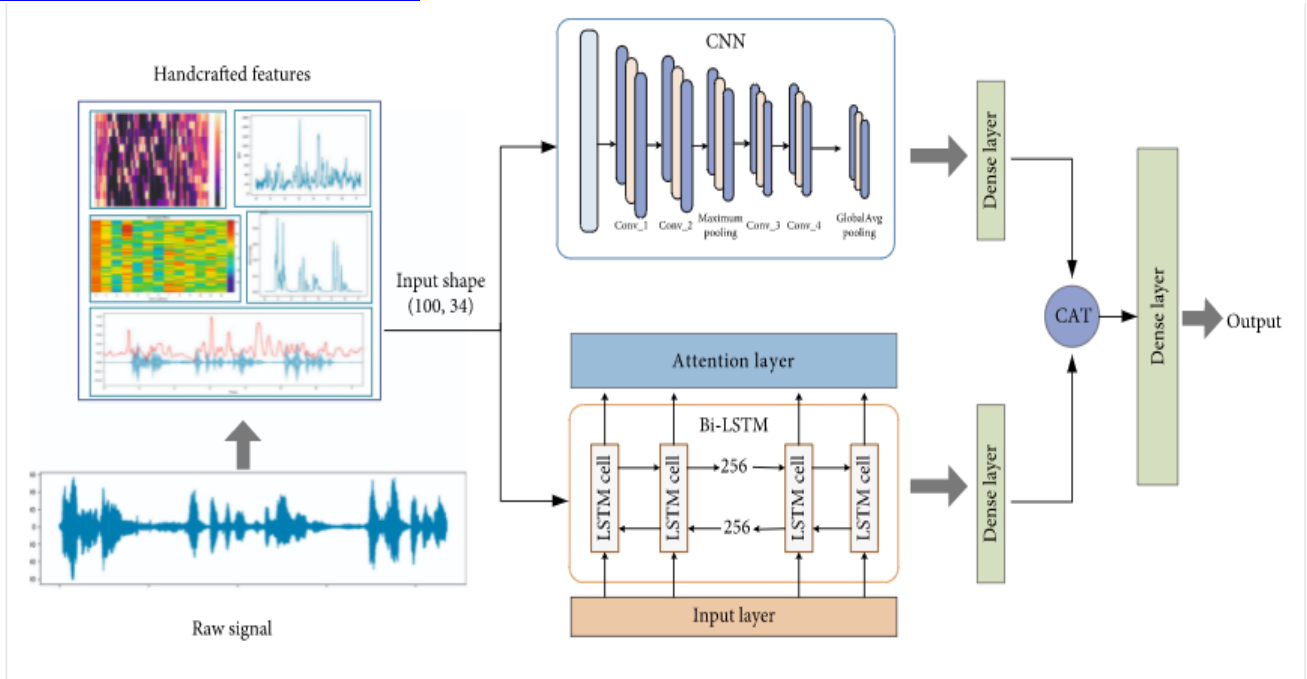 Handcrafted features
Input shape
(100, 34)
Raw signal
CNN
Conv_1
Conv_2
Maximum
pooling
Conv_3
Conv_4
GlobalAvg
pooling
Attention layer
Bi-LSTM
LSTM cell
LSTM cell
256
256
LSTM cell
LSTM cell
Input layer
Dense layer
Dense layer
CAT
Dense layer
Output